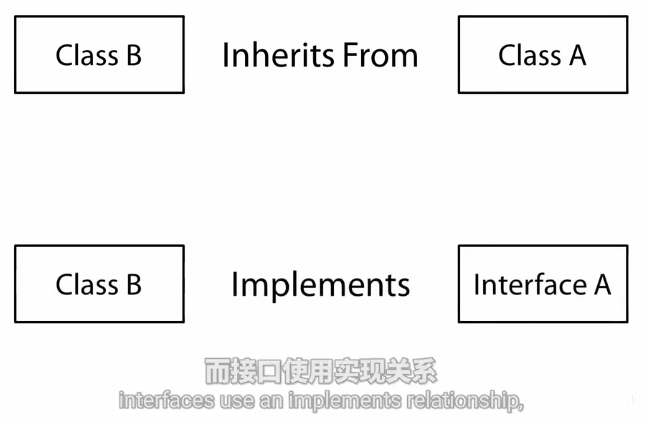 Class B Inherits From Class A
Class B Implements Interface A
而接口使用实现关系
interfaces use an implements relationship,